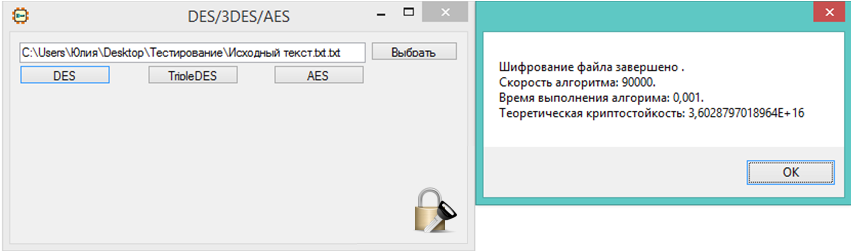 DES/3DES/AES
C:\Users\Юлия\Desktop\Тестирование\Исходный текст.txt.txt
Выбрать
DES
TripleDES
AES
Шифрование файла завершено .
Скорость алгоритма: 90000.
Время выполнения алгорима: 0,001.
Теоретическая криптостойкость: 3,6028797018964E+16
OK